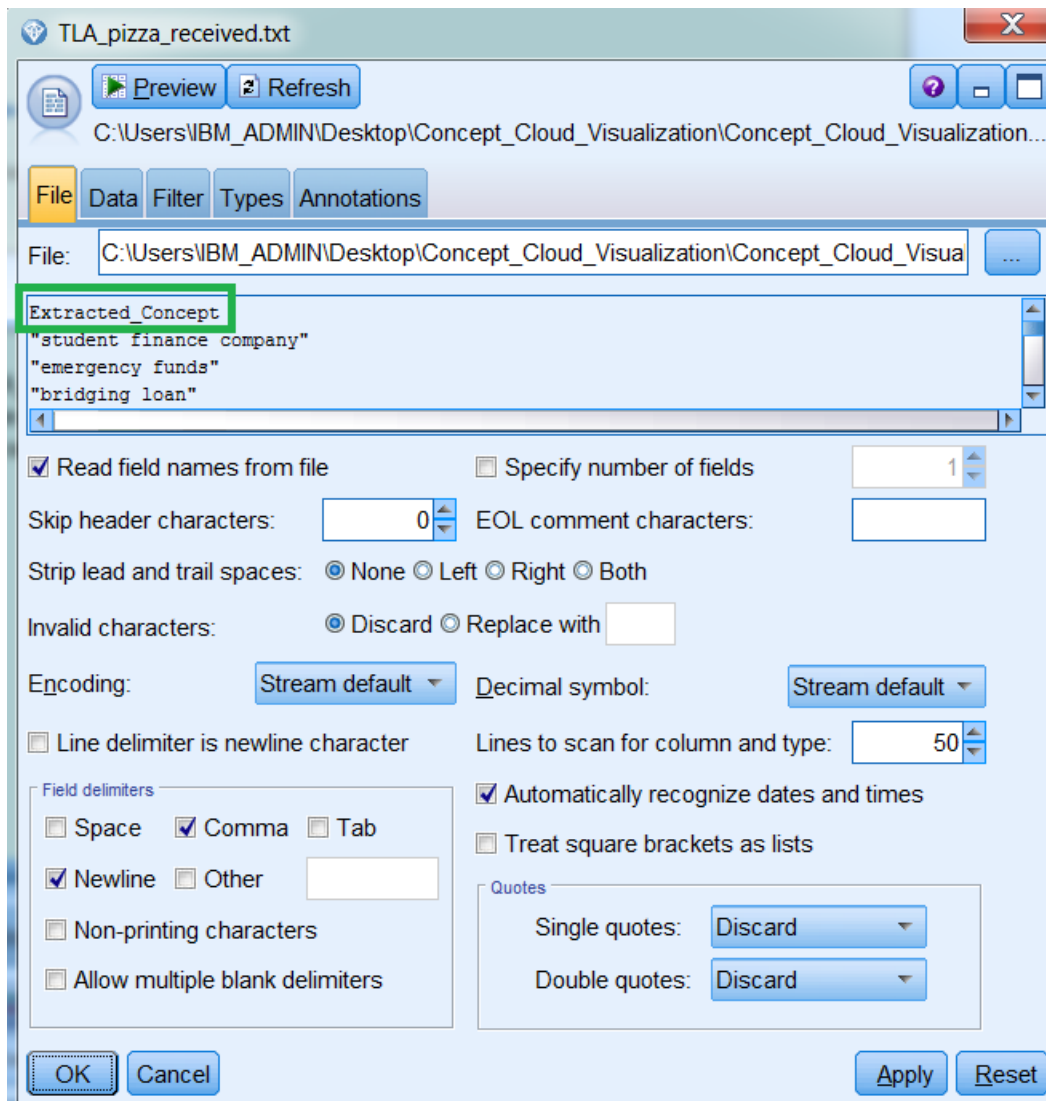 TLA_pizza_received.txt
X
Preview Refresh ?
C:\Users\IBM_ADMIN\Desktop\Concept_Cloud_Visualization\Concept_Cloud_Visualization...
File Data Filter Types Annotations
File: C:\Users\IBM_ADMIN\Desktop\Concept_Cloud_Visualization\Concept_Cloud_Visual ...
Extracted_Concept
"student finance company"
"emergency funds"
"bridging loan"
Read field names from file Specify number of fields 1
Skip header characters: 0 EOL comment characters:
Strip lead and trail spaces: None Left Right Both
Invalid characters: Discard Replace with
Encoding: Stream default Decimal symbol: Stream default
Line delimiter is newline character Lines to scan for column and type: 50
Field delimiters Automatically recognize dates and times
Space Comma Tab
Treat square brackets as lists
Newline Other
Quotes
Non-printing characters Single quotes: Discard
Allow multiple blank delimiters Double quotes: Discard
OK Cancel Apply Reset